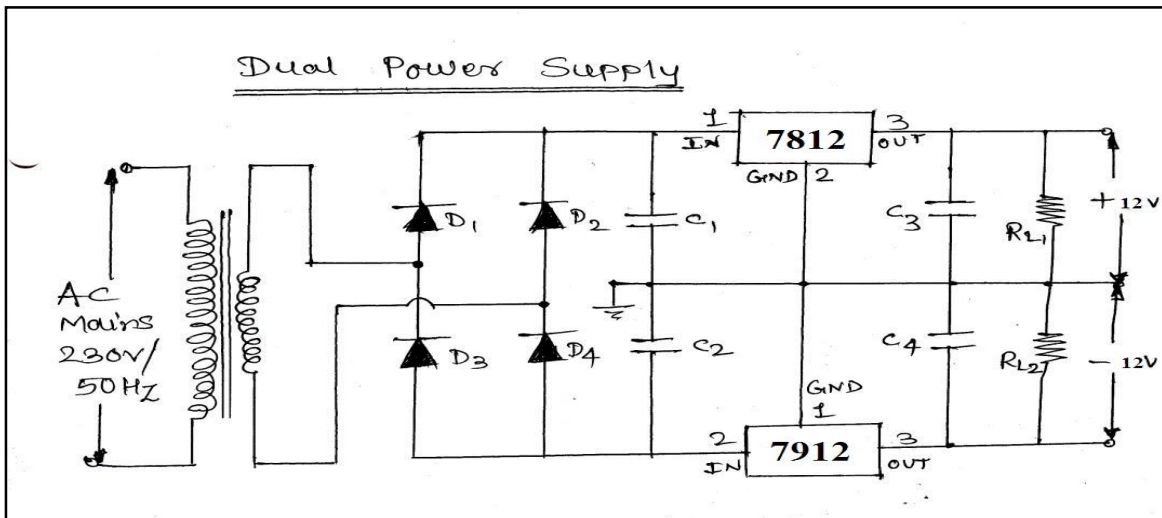 Dual Power Supply
1
IN
7812
3
OUT
GND 2
D1
D2
C1
C3
RL1
+ 12V
AC
Mains
230V/
50HZ
D3
D4
C2
C4
RL2
- 12V
GND
1
2
IN
7912
3
OUT